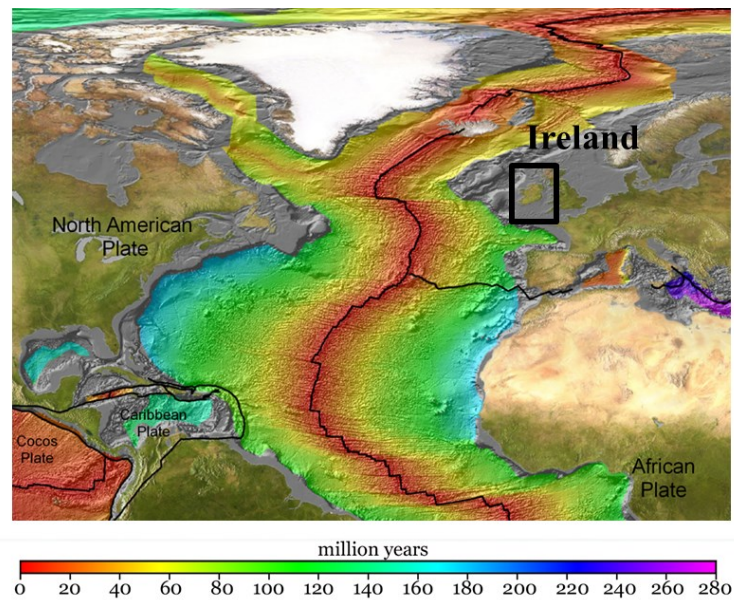 Ireland
North American
Plate
Caribbean
Plate
Cocos
Plate
African
Plate
million years
0 20 40 60 80 100 120 140 160 180 200 220 240 260 280